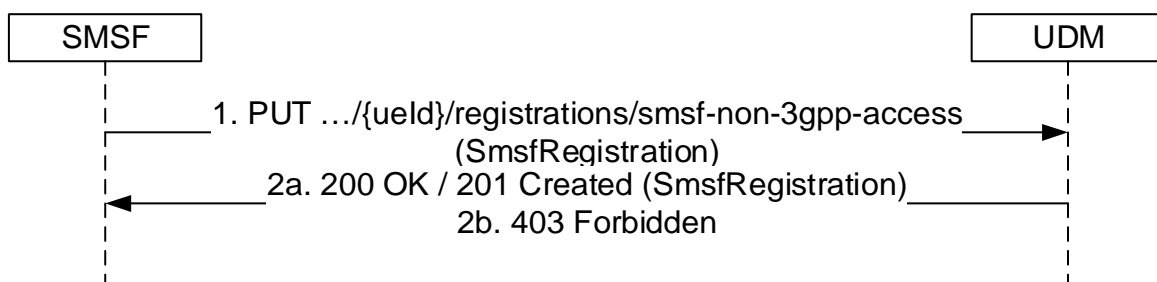 SMSF
UDM
1. PUT …/{ueId}/registrations/smsf-non-3gpp-access
(SmsfRegistration)
2a. 200 OK / 201 Created (SmsfRegistration)
2b. 403 Forbidden